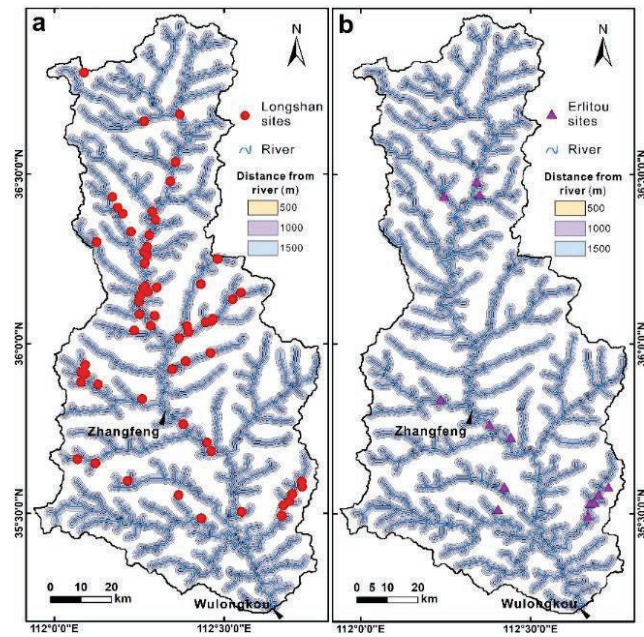 a
N
Longshan
sites
River
Distance from
river (m)
500
1000
1500
36°30'0"N
36°0'0"N
35°30'0"N
Zhangfeng
Wulongkou
0 10 20
km
112°0'0"E
112°30'0"E
b
N
Erlitou
sites
River
Distance from
river (m)
500
1000
1500
36°30'0"N
36°0'0"N
35°30'0"N
Zhangfeng
Wulongkou
0 5 10 20
km
112°0'0"E
112°30'0"E